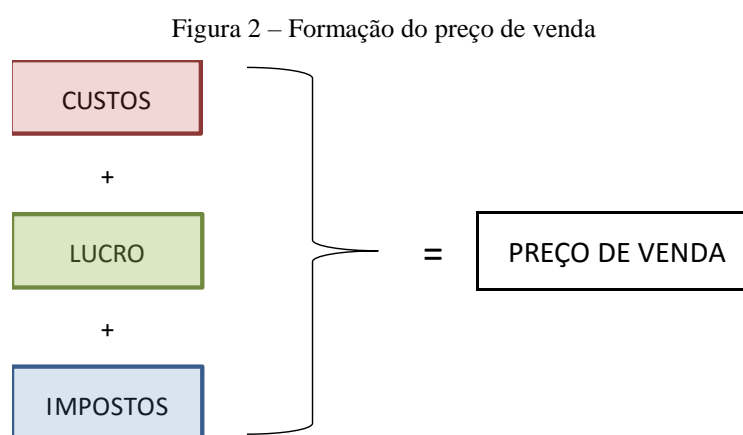 Figura 2 – Formação do preço de venda
CUSTOS
+
LUCRO
+
IMPOSTOS
=
PREÇO DE VENDA